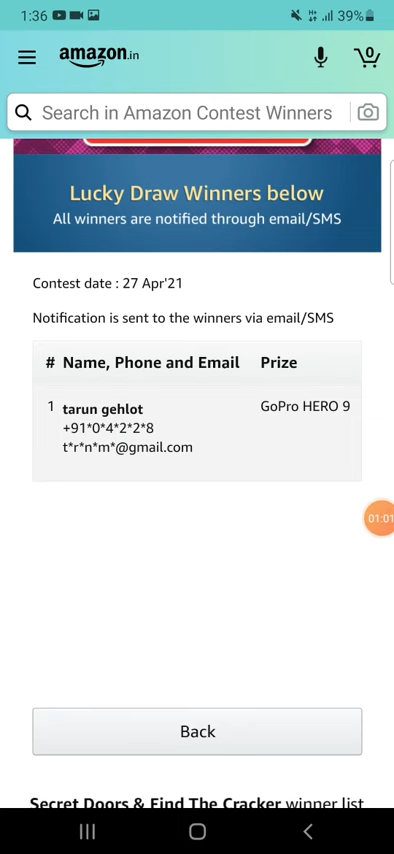 1:36 39%
amazon.in 0
Search in Amazon Contest Winners
Lucky Draw Winners below
All winners are notified through email/SMS
Contest date : 27 Apr'21
Notification is sent to the winners via email/SMS
# Name, Phone and Email Prize
1 tarun gehlot GoPro HERO 9
+91*0*4*2*2*8
t*r*n*m*@gmail.com
01:01
Back
Secret Doors & Find The Cracker winner list